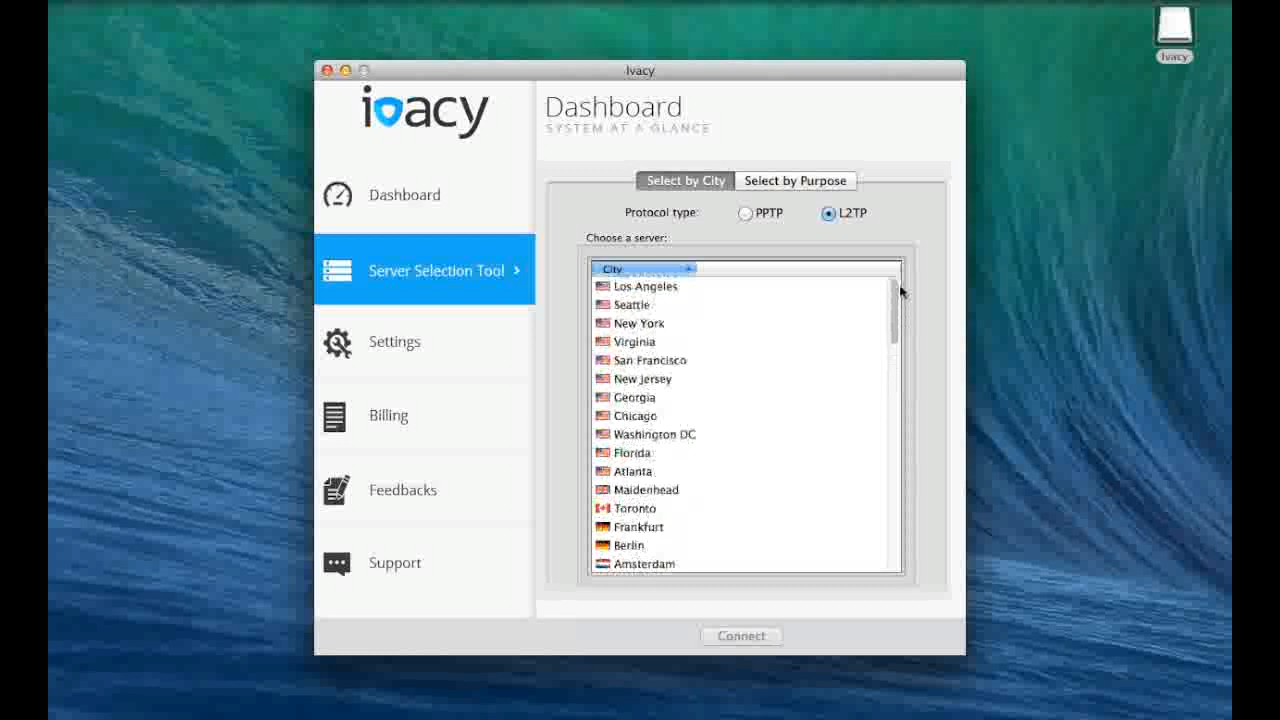 Ivacy
Ivacy
ivacy
Dashboard
SYSTEM AT A GLANCE
Dashboard
Server Selection Tool
Settings
Billing
Feedbacks
Support
Select by City
Select by Purpose
Protocol type:
PPTP
L2TP
Choose a server:
City
Los Angeles
Seattle
New York
Virginia
San Francisco
New Jersey
Georgia
Chicago
Washington DC
Florida
Atlanta
Maidenhead
Toronto
Frankfurt
Berlin
Amsterdam
Connect